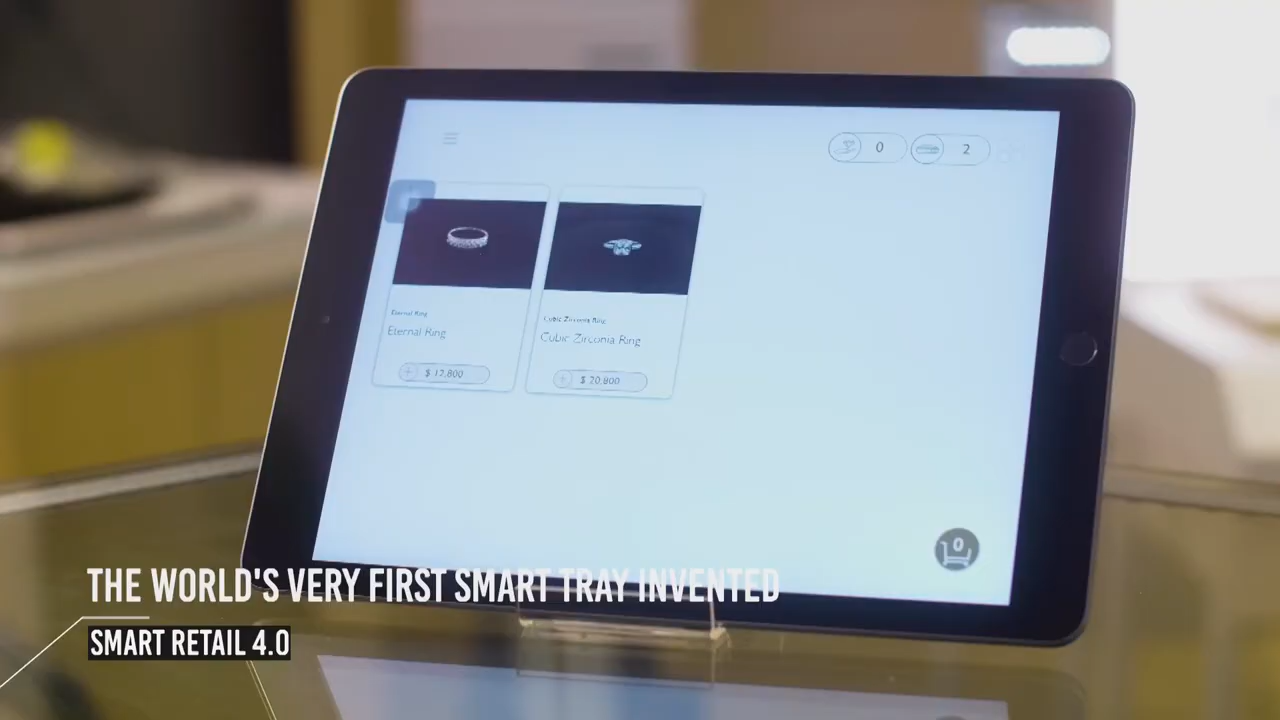 0
2
Eternal Ring
Eternal Ring
$ 12,800
Cubic Zirconia Ring
Cubic Zirconia Ring
$ 20,800
0
THE WORLD'S VERY FIRST SMART TRAY INVENTED
SMART RETAIL 4.0